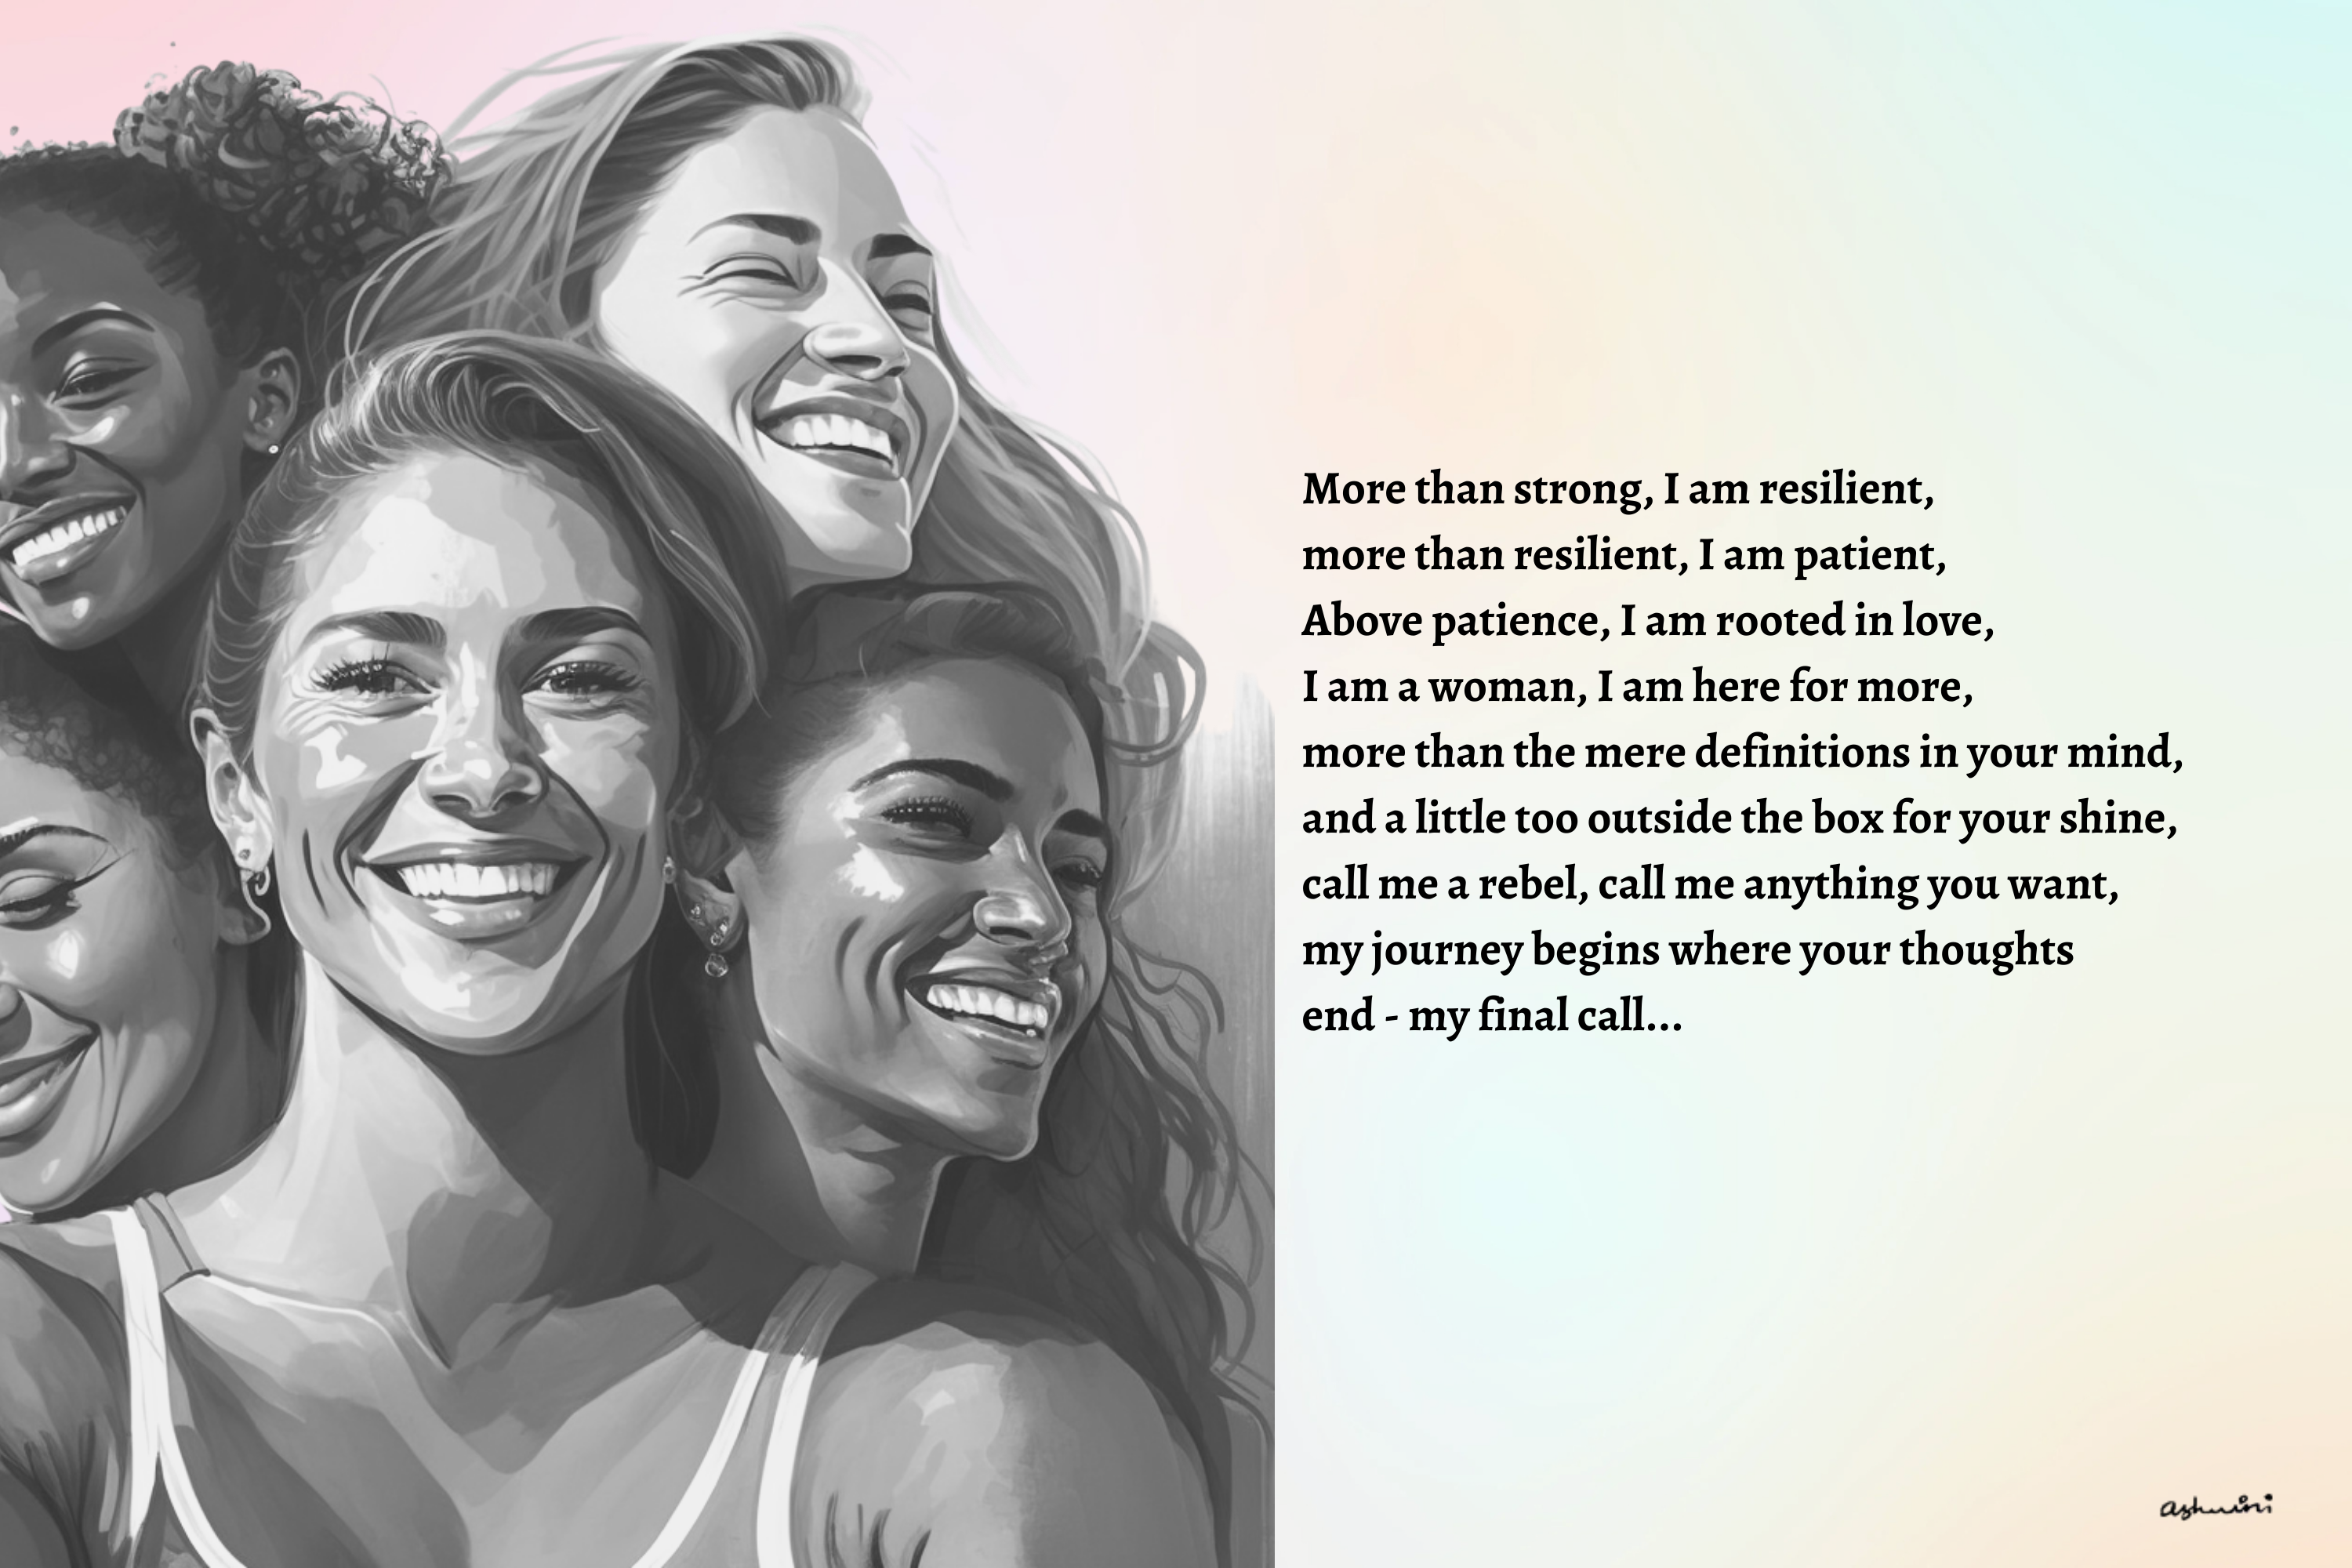 More than strong, I am resilient,
more than resilient, I am patient,
Above patience, I am rooted in love,
I am a woman, I am here for more,
more than the mere definitions in your mind,
and a little too outside the box for your shine,
call me a rebel, call me anything you want,
my journey begins where your thoughts
end - my final call...
ashwini